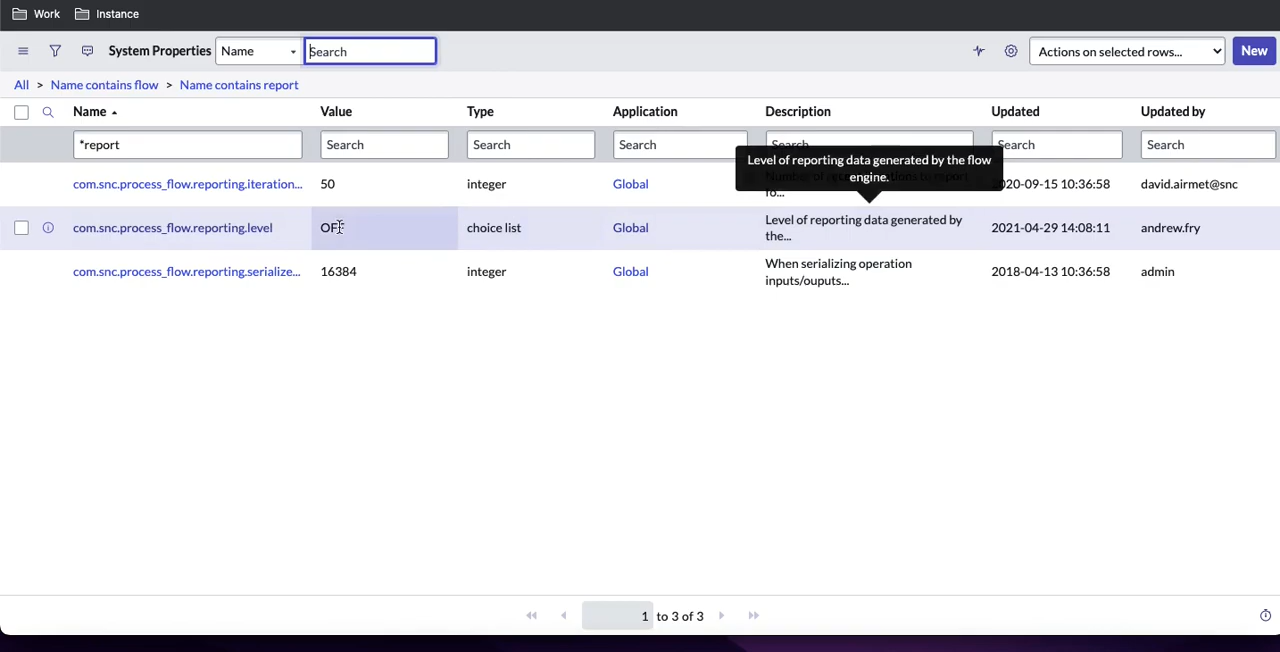 Work Instance
System Properties Name Search Actions on selected rows... New
All > Name contains flow > Name contains report
Name Value Type Application Description Updated Updated by
*report Search Search Search Search Search Search
Level of reporting data generated by the flow
engine.
com.snc.process_flow.reporting.iteration... 50 integer Global 2020-09-15 10:36:58 david.airmet@snc
fo...
com.snc.process_flow.reporting.level OFF choice list Global Level of reporting data generated by 2021-04-29 14:08:11 andrew.fry
the...
com.snc.process_flow.reporting.serialize... 16384 integer Global When serializing operation 2018-04-13 10:36:58 admin
inputs/ouputs...
1 to 3 of 3